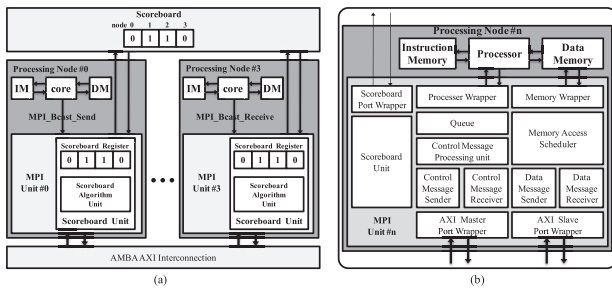 Scoreboard
node 0 1 2 3
0 1 1 0
Processing Node #0
IM core DM
MPI_Bcast_Send
Scoreboard Register
0 1 1 0
MPI
Unit #0
Scoreboard
Algorithm
Unit
Scoreboard Unit
Processing Node #3
IM core DM
MPI_Bcast_Receive
Scoreboard Register
0 1 1 0
MPI
Unit #3
Scoreboard
Algorithm
Unit
Scoreboard Unit
AMBAAXI Interconnection
(a)
Processing Node #n
Instruction
Memory
Processor
Data
Memory
Scoreboard
Port Wrapper
Processer Wrapper
Memory Wrapper
Queue
Scoreboard
Unit
Control Message
Processing unit
Memory Access
Scheduler
Control
Message
Sender
Control
Message
Receiver
Data
Message
Sender
Data
Message
Receiver
MPI
Unit #n
AXI Master
Port Wrapper
AXI Slave
Port Wrapper
(b)